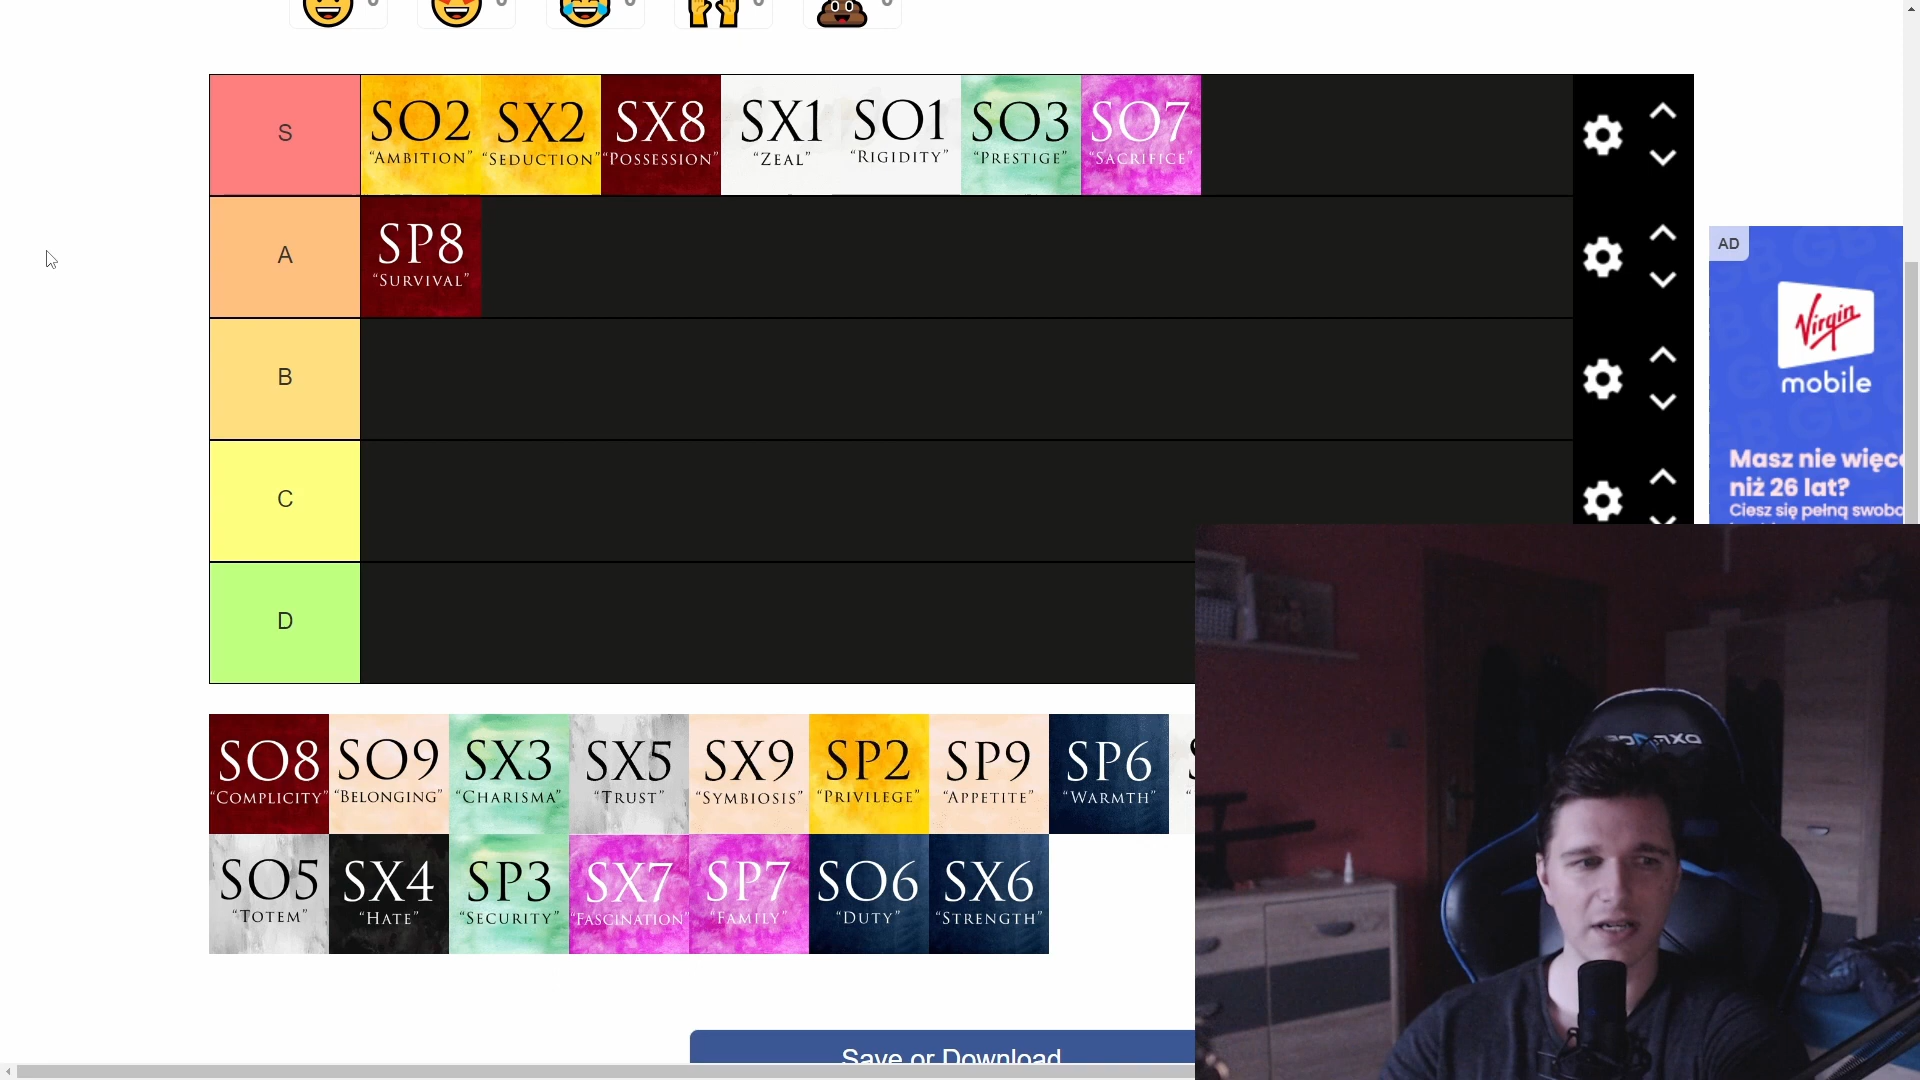 S
SO2
"AMBITION"
SX2
"SEDUCTION"
SX8
"POSSESSION"
SX1
"ZEAL"
SO1
"RIGIDITY"
SO3
"PRESTIGE"
SO7
"SACRIFICE"
A
SP8
"SURVIVAL"
B
C
D
AD
Virgin
mobile
Masz nie więc
niż 26 lat?
Ciesz się pełną swobo
SO8
"COMPLICITY"
SO9
"BELONGING"
SX3
"CHARISMA"
SX5
"TRUST"
SX9
"SYMBIOSIS"
SP2
"PRIVILEGE"
SP9
"APPETITE"
SP6
"WARMTH"
SO5
"TOTEM"
SX4
"HATE"
SP3
"SECURITY"
SX7
"FASCINATION"
SP7
"FAMILY"
SO6
"DUTY"
SX6
"STRENGTH"
Save or Download